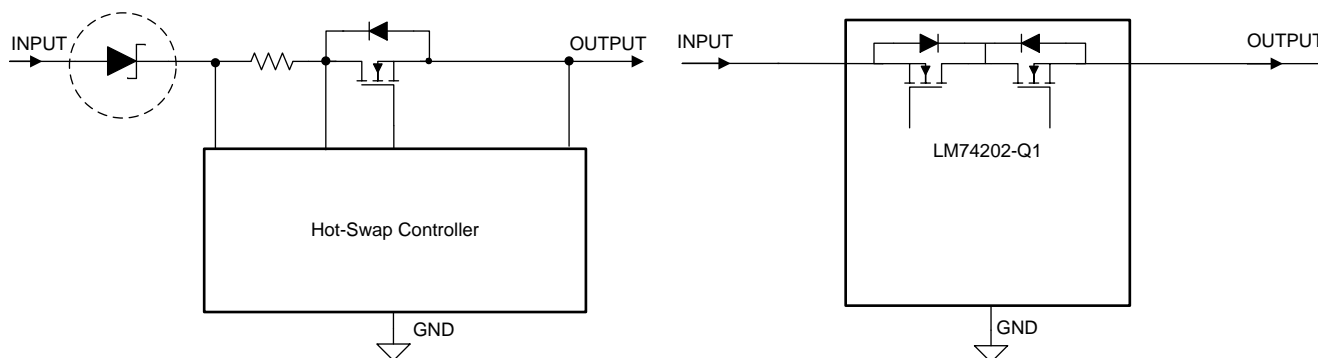 INPUT
OUTPUT
Hot-Swap Controller
GND
INPUT
OUTPUT
LM74202-Q1
GND